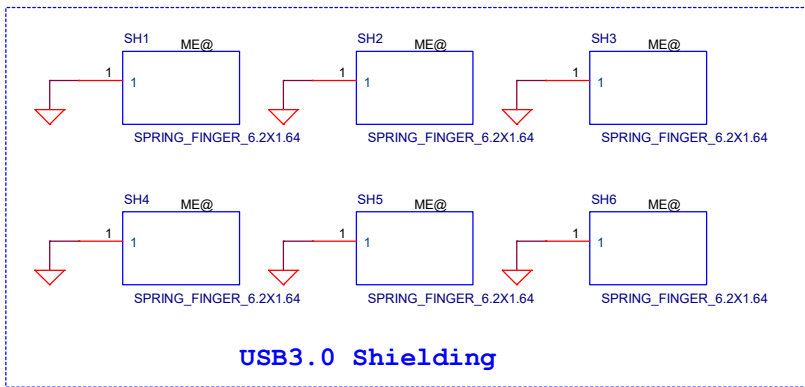 SH1 ME@ SH2 ME@ SH3 ME@
1 1 1 1 1 1
SPRING_FINGER_6.2X1.64 SPRING_FINGER_6.2X1.64 SPRING_FINGER_6.2X1.64
SH4 ME@ SH5 ME@ SH6 ME@
1 1 1 1 1 1
SPRING_FINGER_6.2X1.64 SPRING_FINGER_6.2X1.64 SPRING_FINGER_6.2X1.64
USB3.0 Shielding